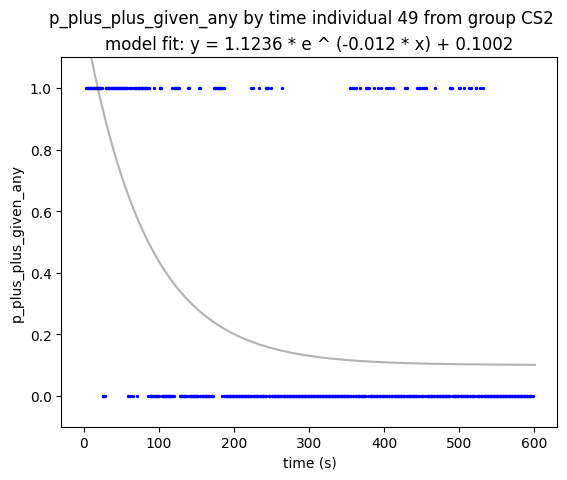 p_plus_plus_given_any by time individual 49 from group CS2
model fit: y = 1.1236 * e ^ (-0.012 * x) + 0.1002
p_plus_plus_given_any
1.0
0.8
0.6
0.4
0.2
0.0
0 100 200 300 400 500 600
time (s)